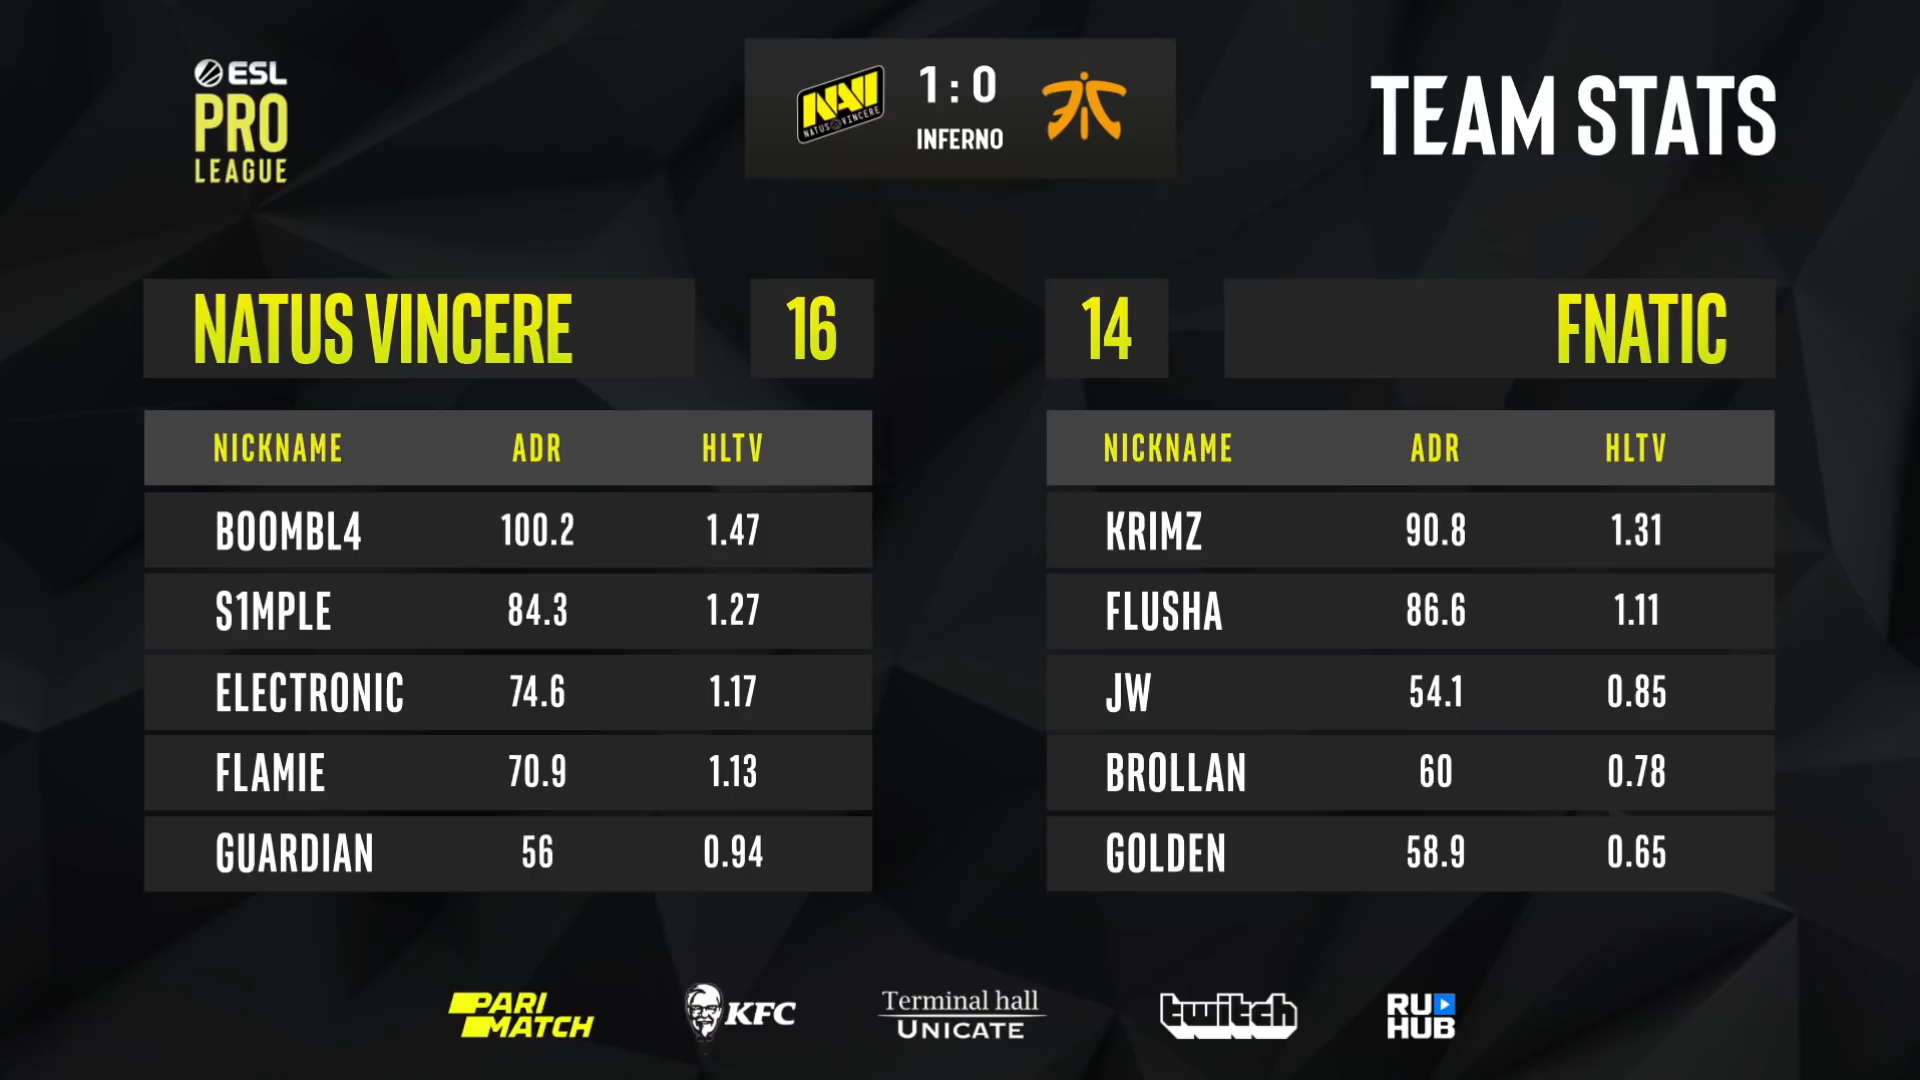 ESL
PRO
LEAGUE
NAVI
NATUS VINCERE
1 : 0
INFERNO
TEAM STATS
NATUS VINCERE 16
14 FNATIC
NICKNAME ADR HLTV
BOOMBL4 100.2 1.47
S1MPLE 84.3 1.27
ELECTRONIC 74.6 1.17
FLAMIE 70.9 1.13
GUARDIAN 56 0.94
NICKNAME ADR HLTV
KRIMZ 90.8 1.31
FLUSHA 86.6 1.11
JW 54.1 0.85
BROLLAN 60 0.78
GOLDEN 58.9 0.65
PARI
MATCH
KFC
Terminal hall
UNICATE
twitch
RU
HUB